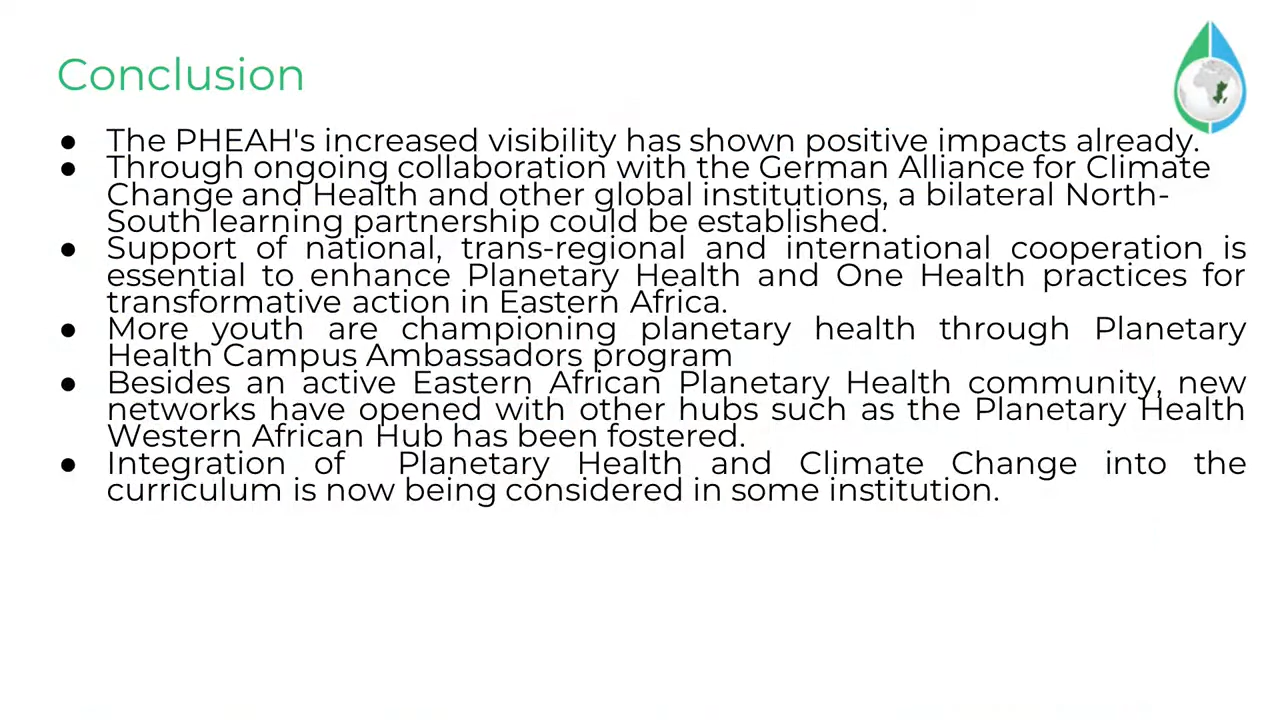 Conclusion
● The PHEAH's increased visibility has shown positive impacts already.
● Through ongoing collaboration with the German Alliance for Climate
Change and Health and other global institutions, a bilateral North-
South learning partnership could be established.
● Support of national, trans-regional and international cooperation is
essential to enhance Planetary Health and One Health practices for
transformative action in Eastern Africa.
● More youth are championing planetary health through Planetary
Health Campus Ambassadors program
● Besides an active Eastern African Planetary Health community, new
networks have opened with other hubs such as the Planetary Health
Western African Hub has been fostered.
● Integration of Planetary Health and Climate Change into the
curriculum is now being considered in some institution.